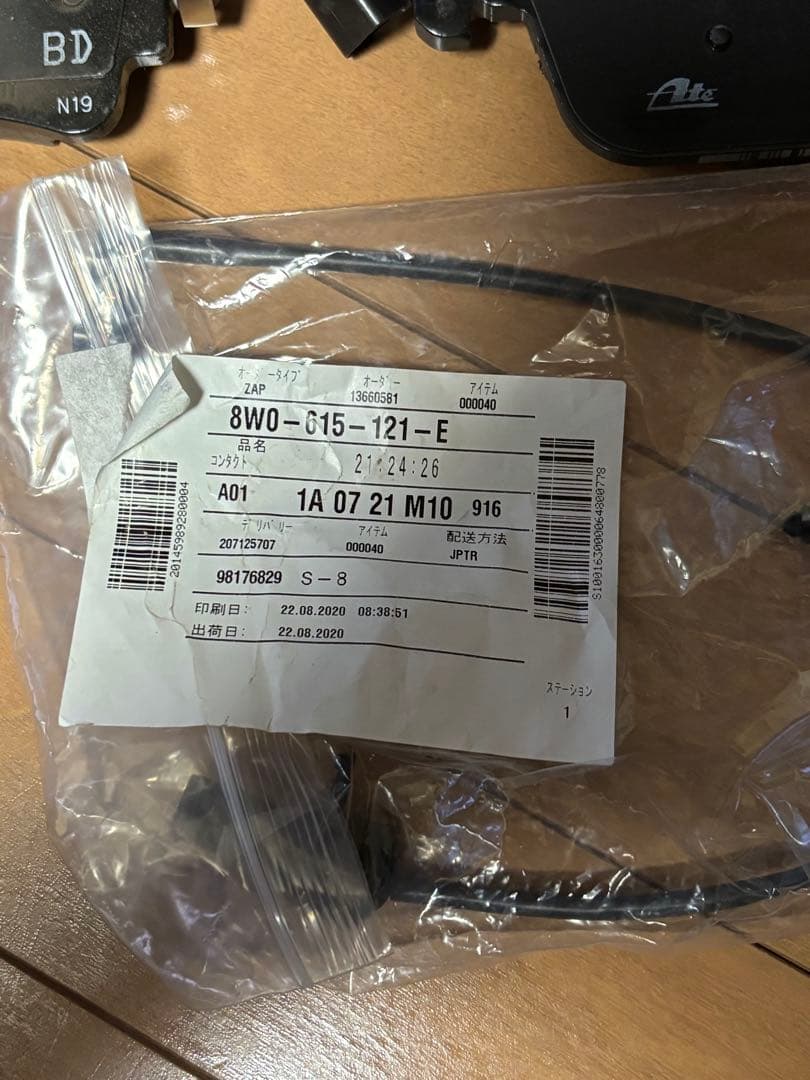 BD
N19
Ate
オーダータイプ オーダー アイテム
ZAP 13660581 000040
8W0-615-121-E
品名
コンタクト 21:24:26
A01 1A 07 21 M10 916
デリバリー アイテム 配送方法
207125707 000040 JPTR
98176829 S-8
印刷日: 22.08.2020 08:38:51
出荷日: 22.08.2020
ステーション
1
20145989280004
S1001630000064800778